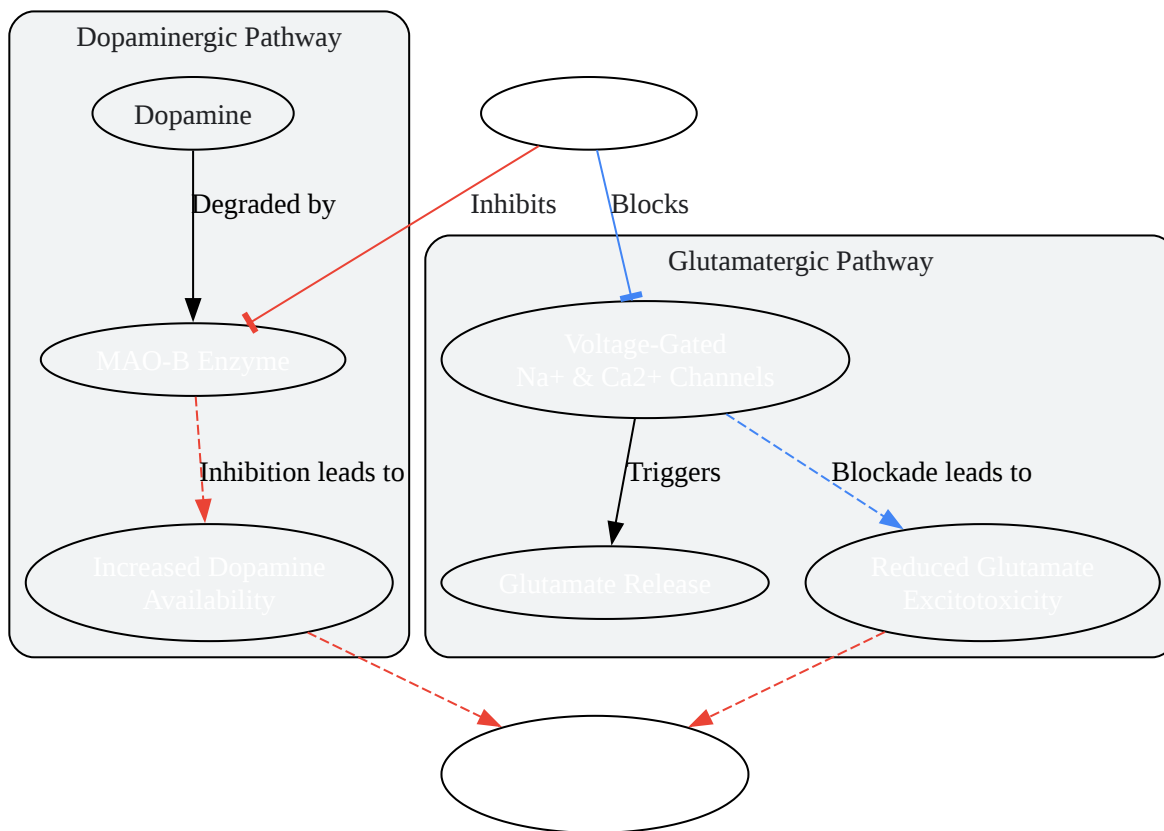 Dopaminergic Pathway
Dopamine
Degraded by
Inhibits
Blocks
Glutamatergic Pathway
MAO-B Enzyme
Voltage-Gated
Na+ & Ca2+ Channels
Inhibition leads to
Triggers
Blockade leads to
Increased Dopamine
Availability
Glutamate Release
Reduced Glutamate
Excitotoxicity